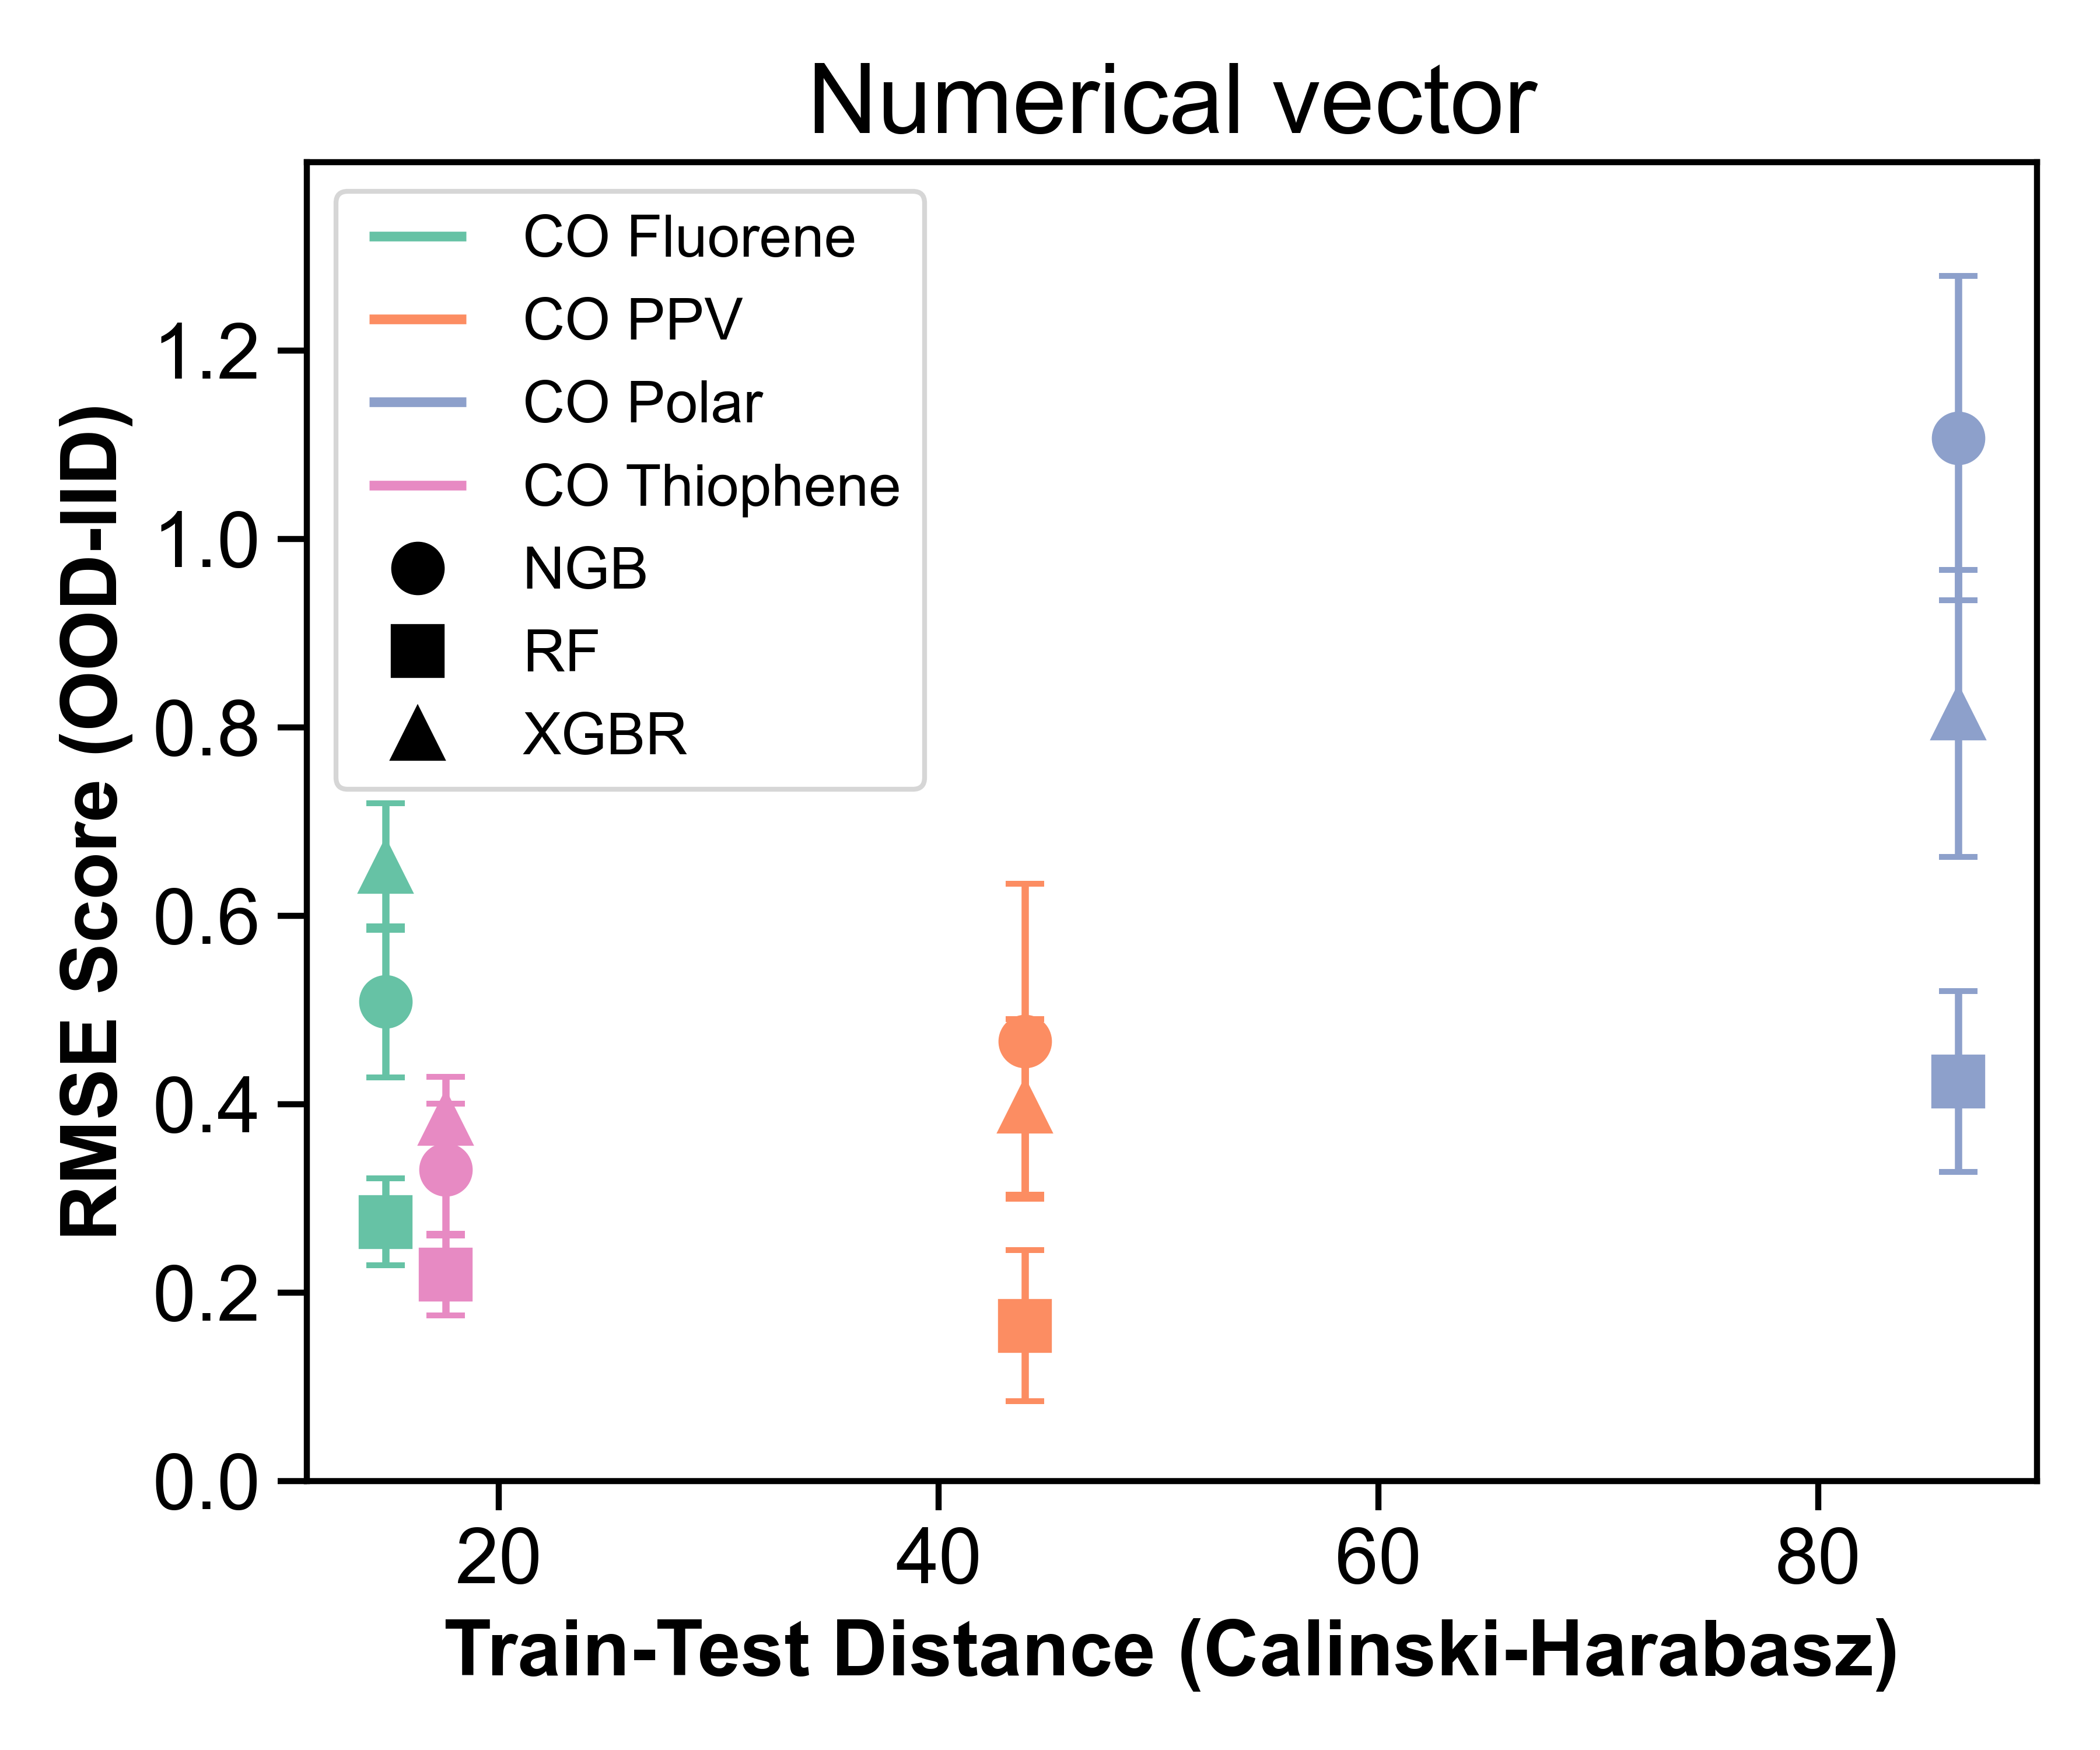 Numerical vector
CO Fluorene
CO PPV
CO Polar
CO Thiophene
NGB
RF
XGBR
RMSE Score (OOD-IID)
1.2
1.0
0.8
0.6
0.4
0.2
0.0
20 40 60 80
Train-Test Distance (Calinski-Harabasz)